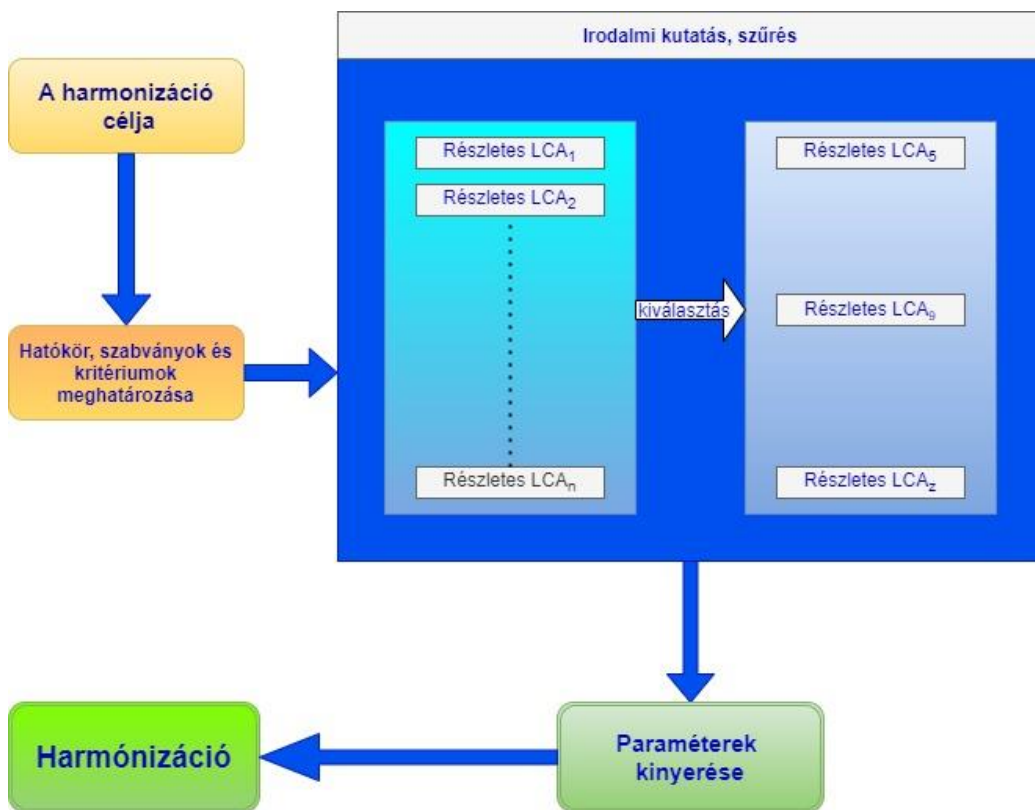 Irodalmi kutatás, szűrés
A harmonizáció
célja
Részletes LCA₁
Részletes LCA₂
Részletes LCAₙ
kiválasztás
Részletes LCA₅
Részletes LCA₉
Részletes LCA_z
Hatókör, szabványok és
kritériumok
meghatározása
Paraméterek
kinyerése
Harmónizáció